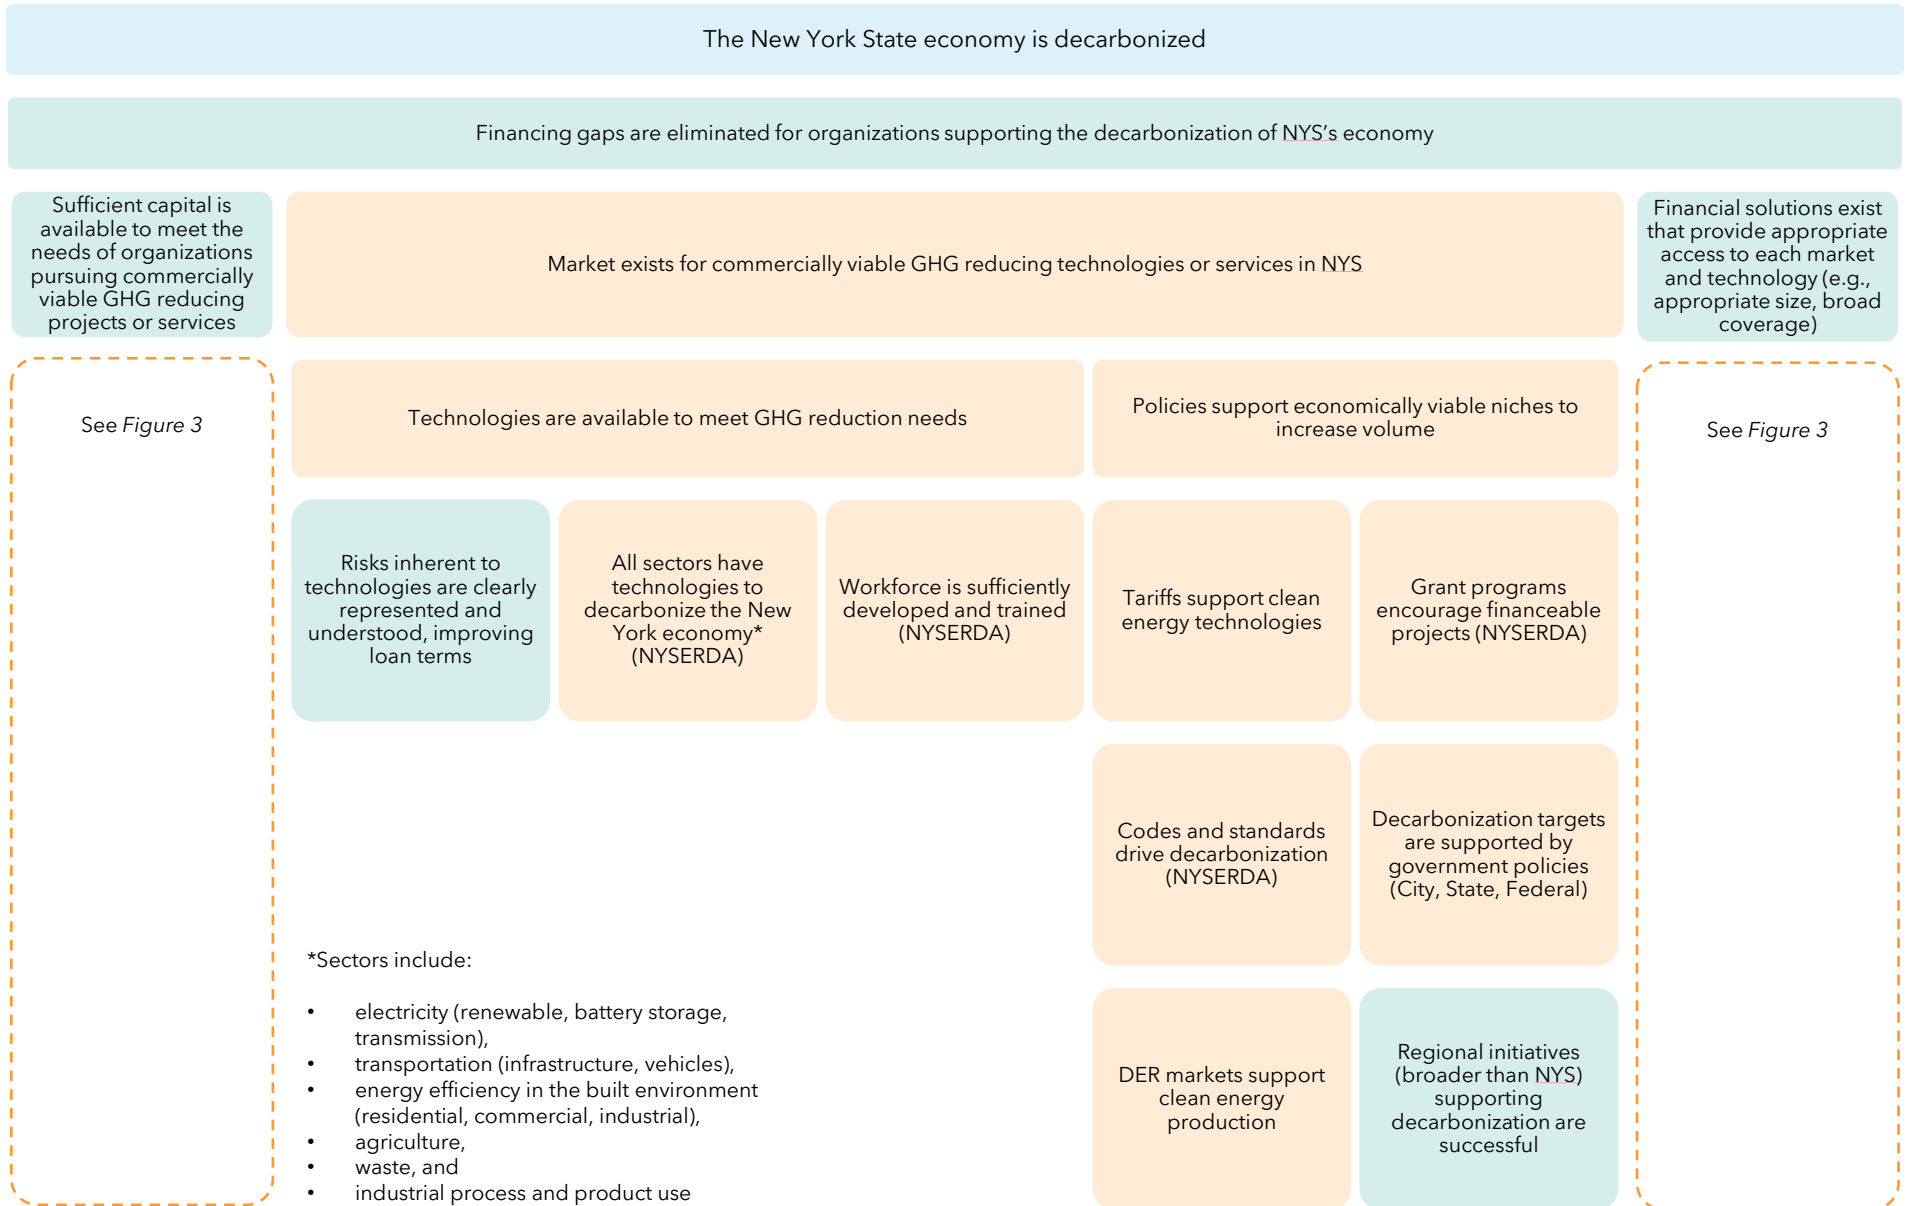 The New York State economy is decarbonized
Financing gaps are eliminated for organizations supporting the decarbonization of NYS's economy
Sufficient capital is
available to meet the
needs of organizations
pursuing commercially
viable GHG reducing
projects or services
Market exists for commercially viable GHG reducing technologies or services in NYS
Financial solutions exist
that provide appropriate
access to each market
and technology (e.g.,
appropriate size, broad
coverage)
See Figure 3
Technologies are available to meet GHG reduction needs
Policies support economically viable niches to
increase volume
See Figure 3
Risks inherent to
technologies are clearly
represented and
understood, improving
loan terms
All sectors have
technologies to
decarbonize the New
York economy*
(NYSERDA)
Workforce is sufficiently
developed and trained
(NYSERDA)
Tariffs support clean
energy technologies
Grant programs
encourage financeable
projects (NYSERDA)
Codes and standards
drive decarbonization
(NYSERDA)
Decarbonization targets
are supported by
government policies
(City, State, Federal)
*Sectors include:
• electricity (renewable, battery storage,
transmission),
• transportation (infrastructure, vehicles),
• energy efficiency in the built environment
(residential, commercial, industrial),
• agriculture,
• waste, and
• industrial process and product use
DER markets support
clean energy
production
Regional initiatives
(broader than NYS)
supporting
decarbonization are
successful